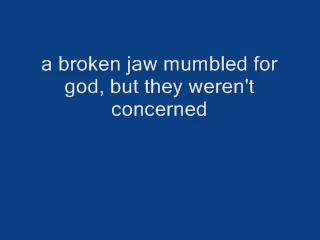 a broken jaw mumbled for
god, but they weren't
concerned